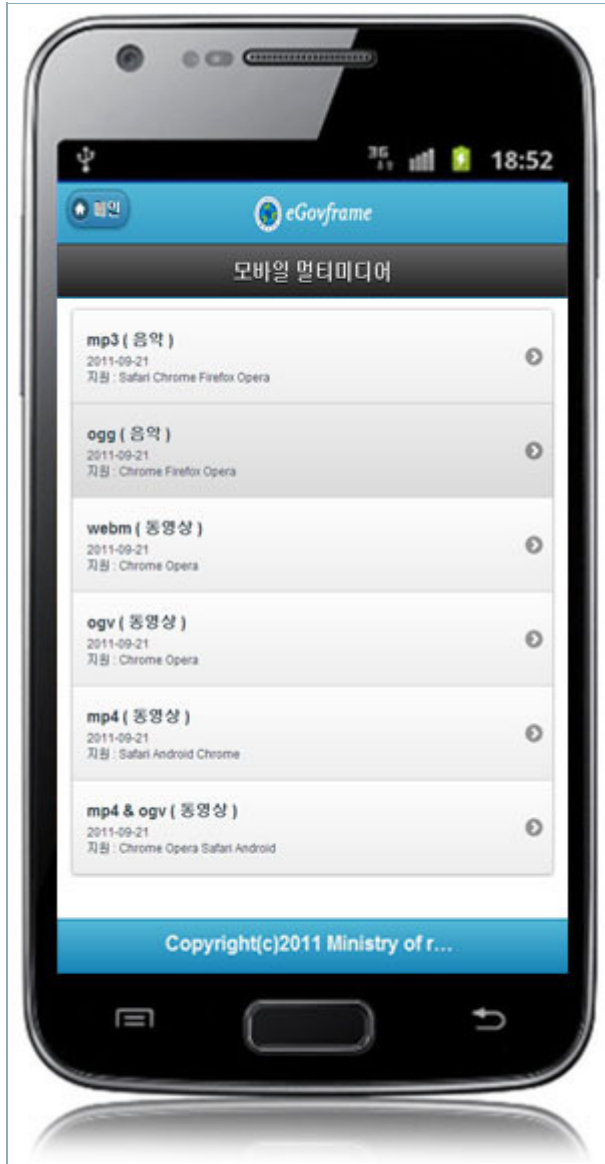 3G
18:52
메인
eGovframe
모바일 멀티미디어
mp3 ( 음악 )
2011-09-21
지원 : Safari Chrome Firefox Opera
ogg ( 음악 )
2011-09-21
지원 : Chrome Firefox Opera
webm ( 동영상 )
2011-09-21
지원 : Chrome Opera
ogv ( 동영상 )
2011-09-21
지원 : Chrome Opera
mp4 ( 동영상 )
2011-09-21
지원 : Safari Android Chrome
mp4 & ogv ( 동영상 )
2011-09-21
지원 : Chrome Opera Safari Android
Copyright(c)2011 Ministry of r...